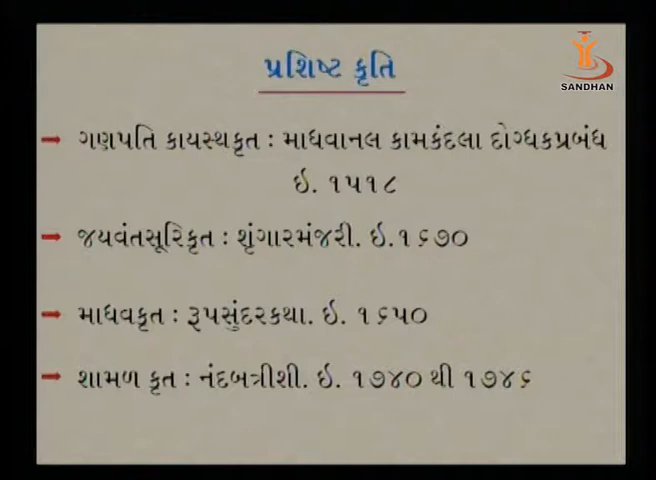 પ્રશિષ્ટ કૃતિ
SANDHAN
ગણપતિ કાયસ્થકૃત : માધવાનલ કામકંદલા દોગ્ધકપ્રબંધ
ઇ. ૧૫૧૮
જયવંતસૂરિકૃત : શૃંગારમંજરી. ઇ.૧૬૭૦
માધવકૃત : રૂપસુંદરકથા. ઇ. ૧૬૫૦
શામળ કૃત : નંદબત્રીશી. ઇ. ૧૭૪૦ થી ૧૭૪૬